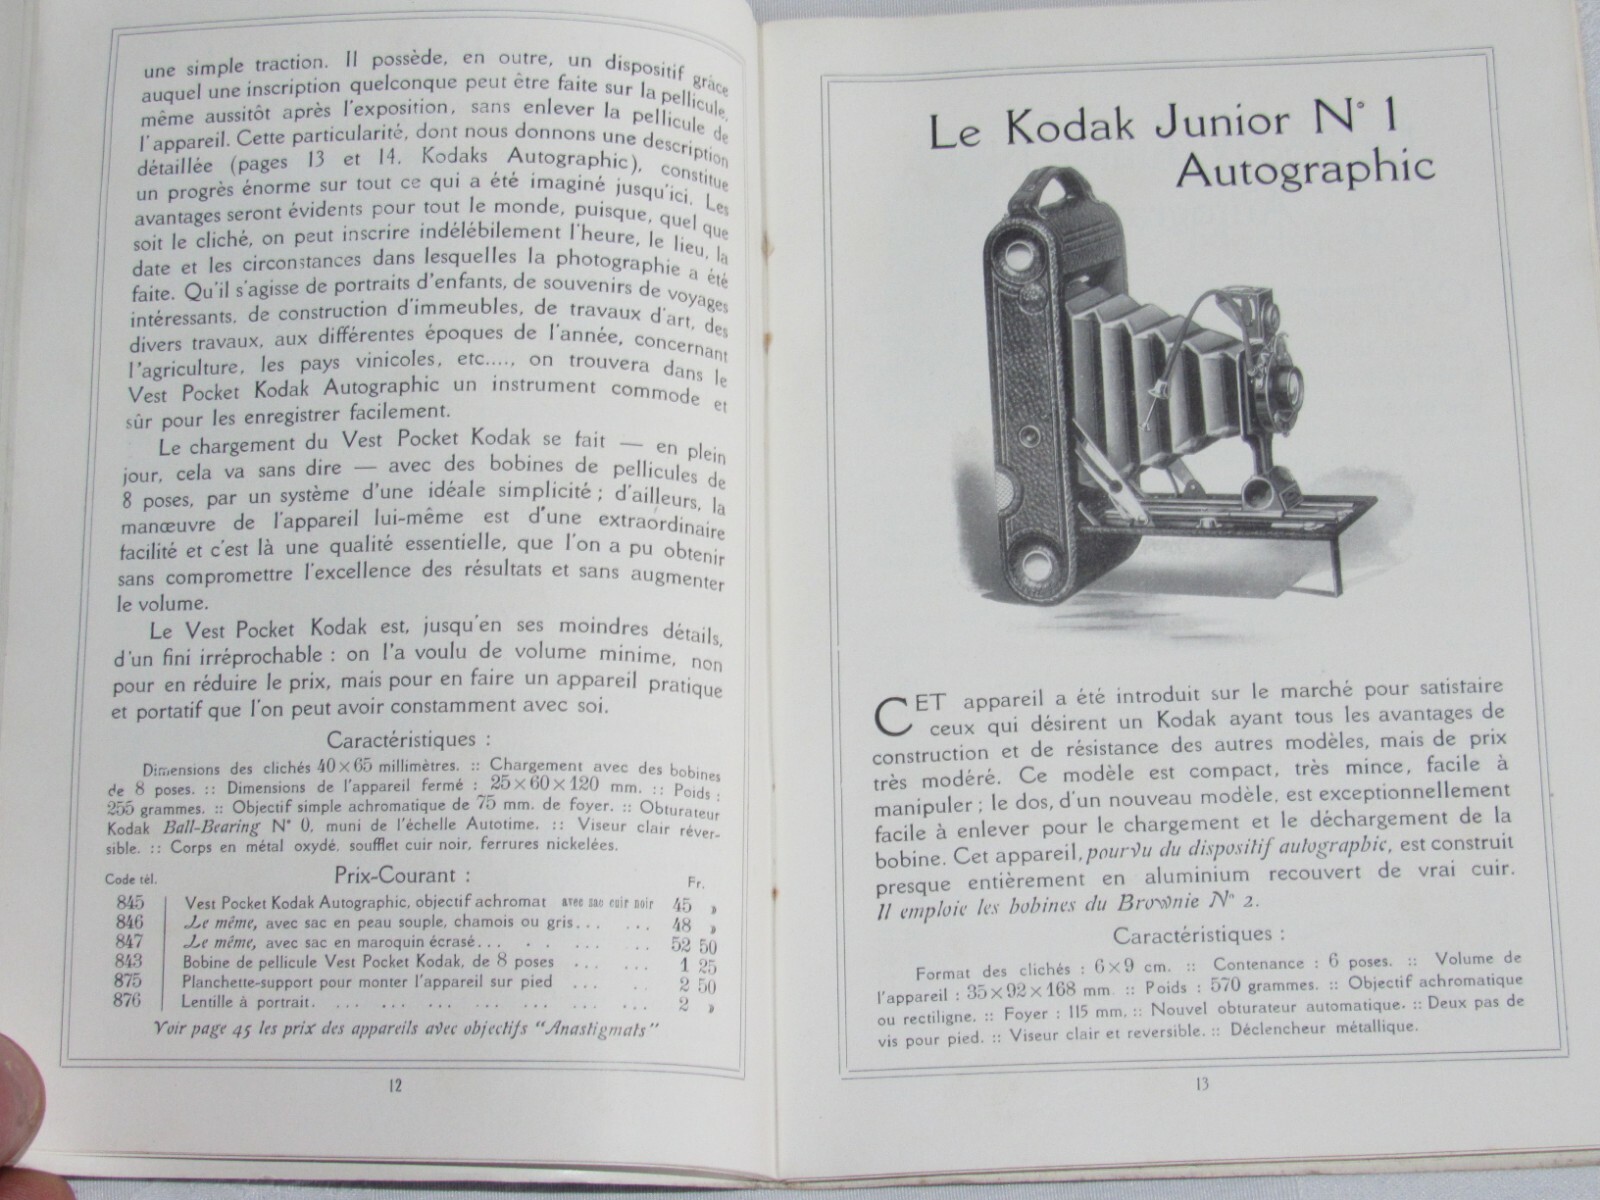 une simple traction. Il possède, en outre, un dispositif grâce
auquel une inscription quelconque peut être faite sur la pellicule,
même aussitôt après l'exposition, sans enlever la pellicule de
l'appareil. Cette particularité, dont nous donnons une description
détaillée (pages 13 et 14, Kodaks Autographic), constitue
un progrès énorme sur tout ce qui a été imaginé jusqu'ici. Les
avantages seront évidents pour tout le monde, puisque, quel que
soit le cliché, on peut inscrire indélébilement l'heure, le lieu, la
date et les circonstances dans lesquelles la photographie a été
faite. Qu'il s'agisse de portraits d'enfants, de souvenirs de voyages
intéressants, de construction d'immeubles, de travaux d'art, des
divers travaux, aux différentes époques de l'année, concernant
l'agriculture, les pays vinicoles, etc...., on trouvera dans le
Vest Pocket Kodak Autographic un instrument commode et
sûr pour les enregistrer facilement.
Le chargement du Vest Pocket Kodak se fait — en plein
jour, cela va sans dire — avec des bobines de pellicules de
8 poses, par un système d'une idéale simplicité ; d'ailleurs, la
manœuvre de l'appareil lui-même est d'une extraordinaire
facilité et c'est là une qualité essentielle, que l'on a pu obtenir
sans compromettre l'excellence des résultats et sans augmenter
le volume.
Le Vest Pocket Kodak est, jusqu'en ses moindres détails,
d'un fini irréprochable : on l'a voulu de volume minime, non
pour en réduire le prix, mais pour en faire un appareil pratique
et portatif que l'on peut avoir constamment avec soi.
Caractéristiques :
Dimensions des clichés 40×65 millimètres. :: Chargement avec des bobines
de 8 poses. :: Dimensions de l'appareil fermé : 25×60×120 mm. :: Poids :
255 grammes. :: Objectif simple achromatique de 75 mm. de foyer. :: Obturateur
Kodak Ball-Bearing N° 0, muni de l'échelle Autotime. :: Viseur clair réver-
sible. :: Corps en métal oxydé, soufflet cuir noir, ferrures nickelées.
Code tél. Prix-Courant : Fr.
845 Vest Pocket Kodak Autographic, objectif achromat avec sac cuir noir 45 »
846 Le même, avec sac en peau souple, chamois ou gris... ... 48 »
847 Le même, avec sac en maroquin écrasé... . . ... ... 52 50
843 Bobine de pellicule Vest Pocket Kodak, de 8 poses ... ... 1 25
875 Planchette-support pour monter l'appareil sur pied ... .. 2 50
876 Lentille à portrait. ... ... ... ... ... ... ... 2 »
Voir page 45 les prix des appareils avec objectifs "Anastigmats"
12
Le Kodak Junior N° 1
Autographic
CET appareil a été introduit sur le marché pour satistaire
ceux qui désirent un Kodak ayant tous les avantages de
construction et de résistance des autres modèles, mais de prix
très modéré. Ce modèle est compact, très mince, facile à
manipuler ; le dos, d'un nouveau modèle, est exceptionnellement
facile à enlever pour le chargement et le déchargement de la
bobine. Cet appareil, pourvu du dispositif autographic, est construit
presque entièrement en aluminium recouvert de vrai cuir.
Il emploie les bobines du Brownie N° 2.
Caractéristiques :
Format des clichés : 6×9 cm. :: Contenance : 6 poses. :: Volume de
l'appareil : 35×92×168 mm. :: Poids : 570 grammes. :: Objectif achromatique
ou rectiligne. :: Foyer : 115 mm. :: Nouvel obturateur automatique. :: Deux pas de
vis pour pied. :: Viseur clair et reversible. :: Déclencheur métallique.
13